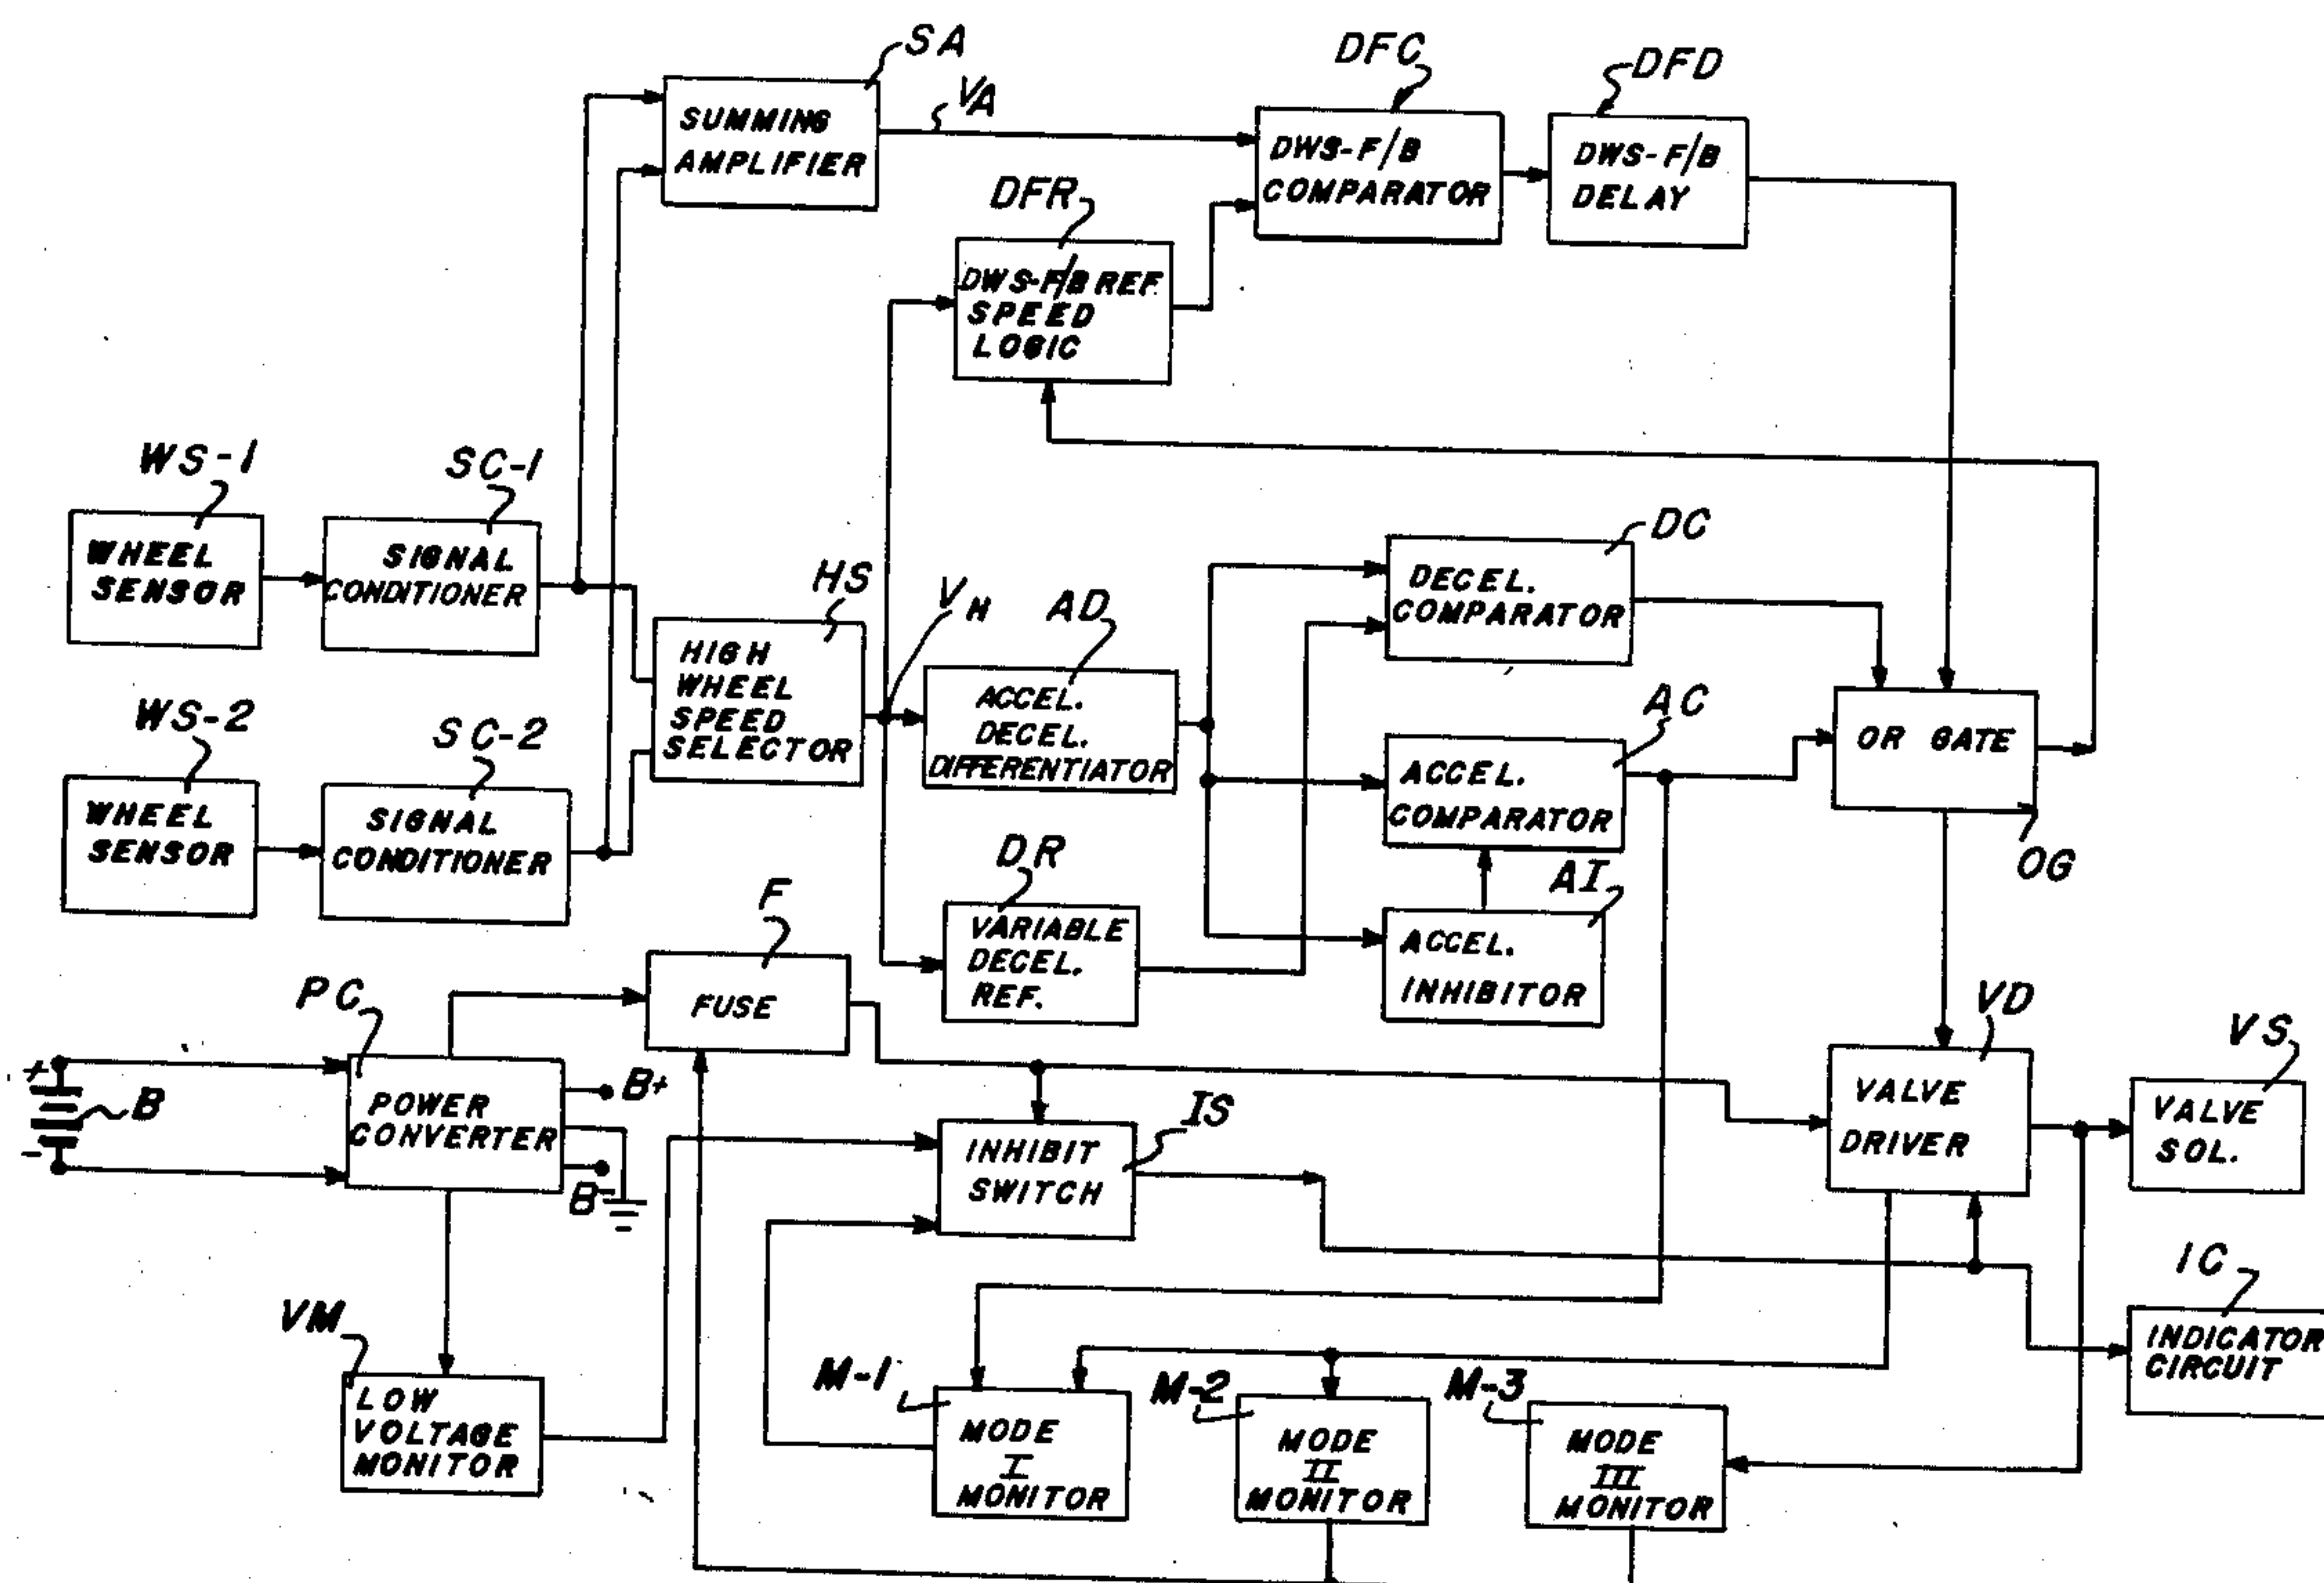 SA
SUMMING
AMPLIFIER
VA
DFC
DWS-F/B
COMPARATOR
DFD
DWS-F/B
DELAY
DFR
DWS-F/B REF
SPEED
LOGIC
WS-1
WHEEL
SENSOR
SC-1
SIGNAL
CONDITIONER
HS
HIGH
WHEEL
SPEED
SELECTOR
VH
AD
ACCEL.
DECEL.
DIFFERENTIATOR
DC
DECEL.
COMPARATOR
WS-2
WHEEL
SENSOR
SC-2
SIGNAL
CONDITIONER
AC
ACCEL.
COMPARATOR
OR GATE
OG
DR
VARIABLE
DECEL.
REF.
AI
ACCEL.
INHIBITOR
F
FUSE
PC
POWER
CONVERTER
+
B
-
B+
B-
IS
INHIBIT
SWITCH
VD
VALVE
DRIVER
VS
VALVE
SOL.
IC
INDICATOR
CIRCUIT
VM
LOW
VOLTAGE
MONITOR
M-1
MODE
I
MONITOR
M-2
MODE
II
MONITOR
M-3
MODE
III
MONITOR